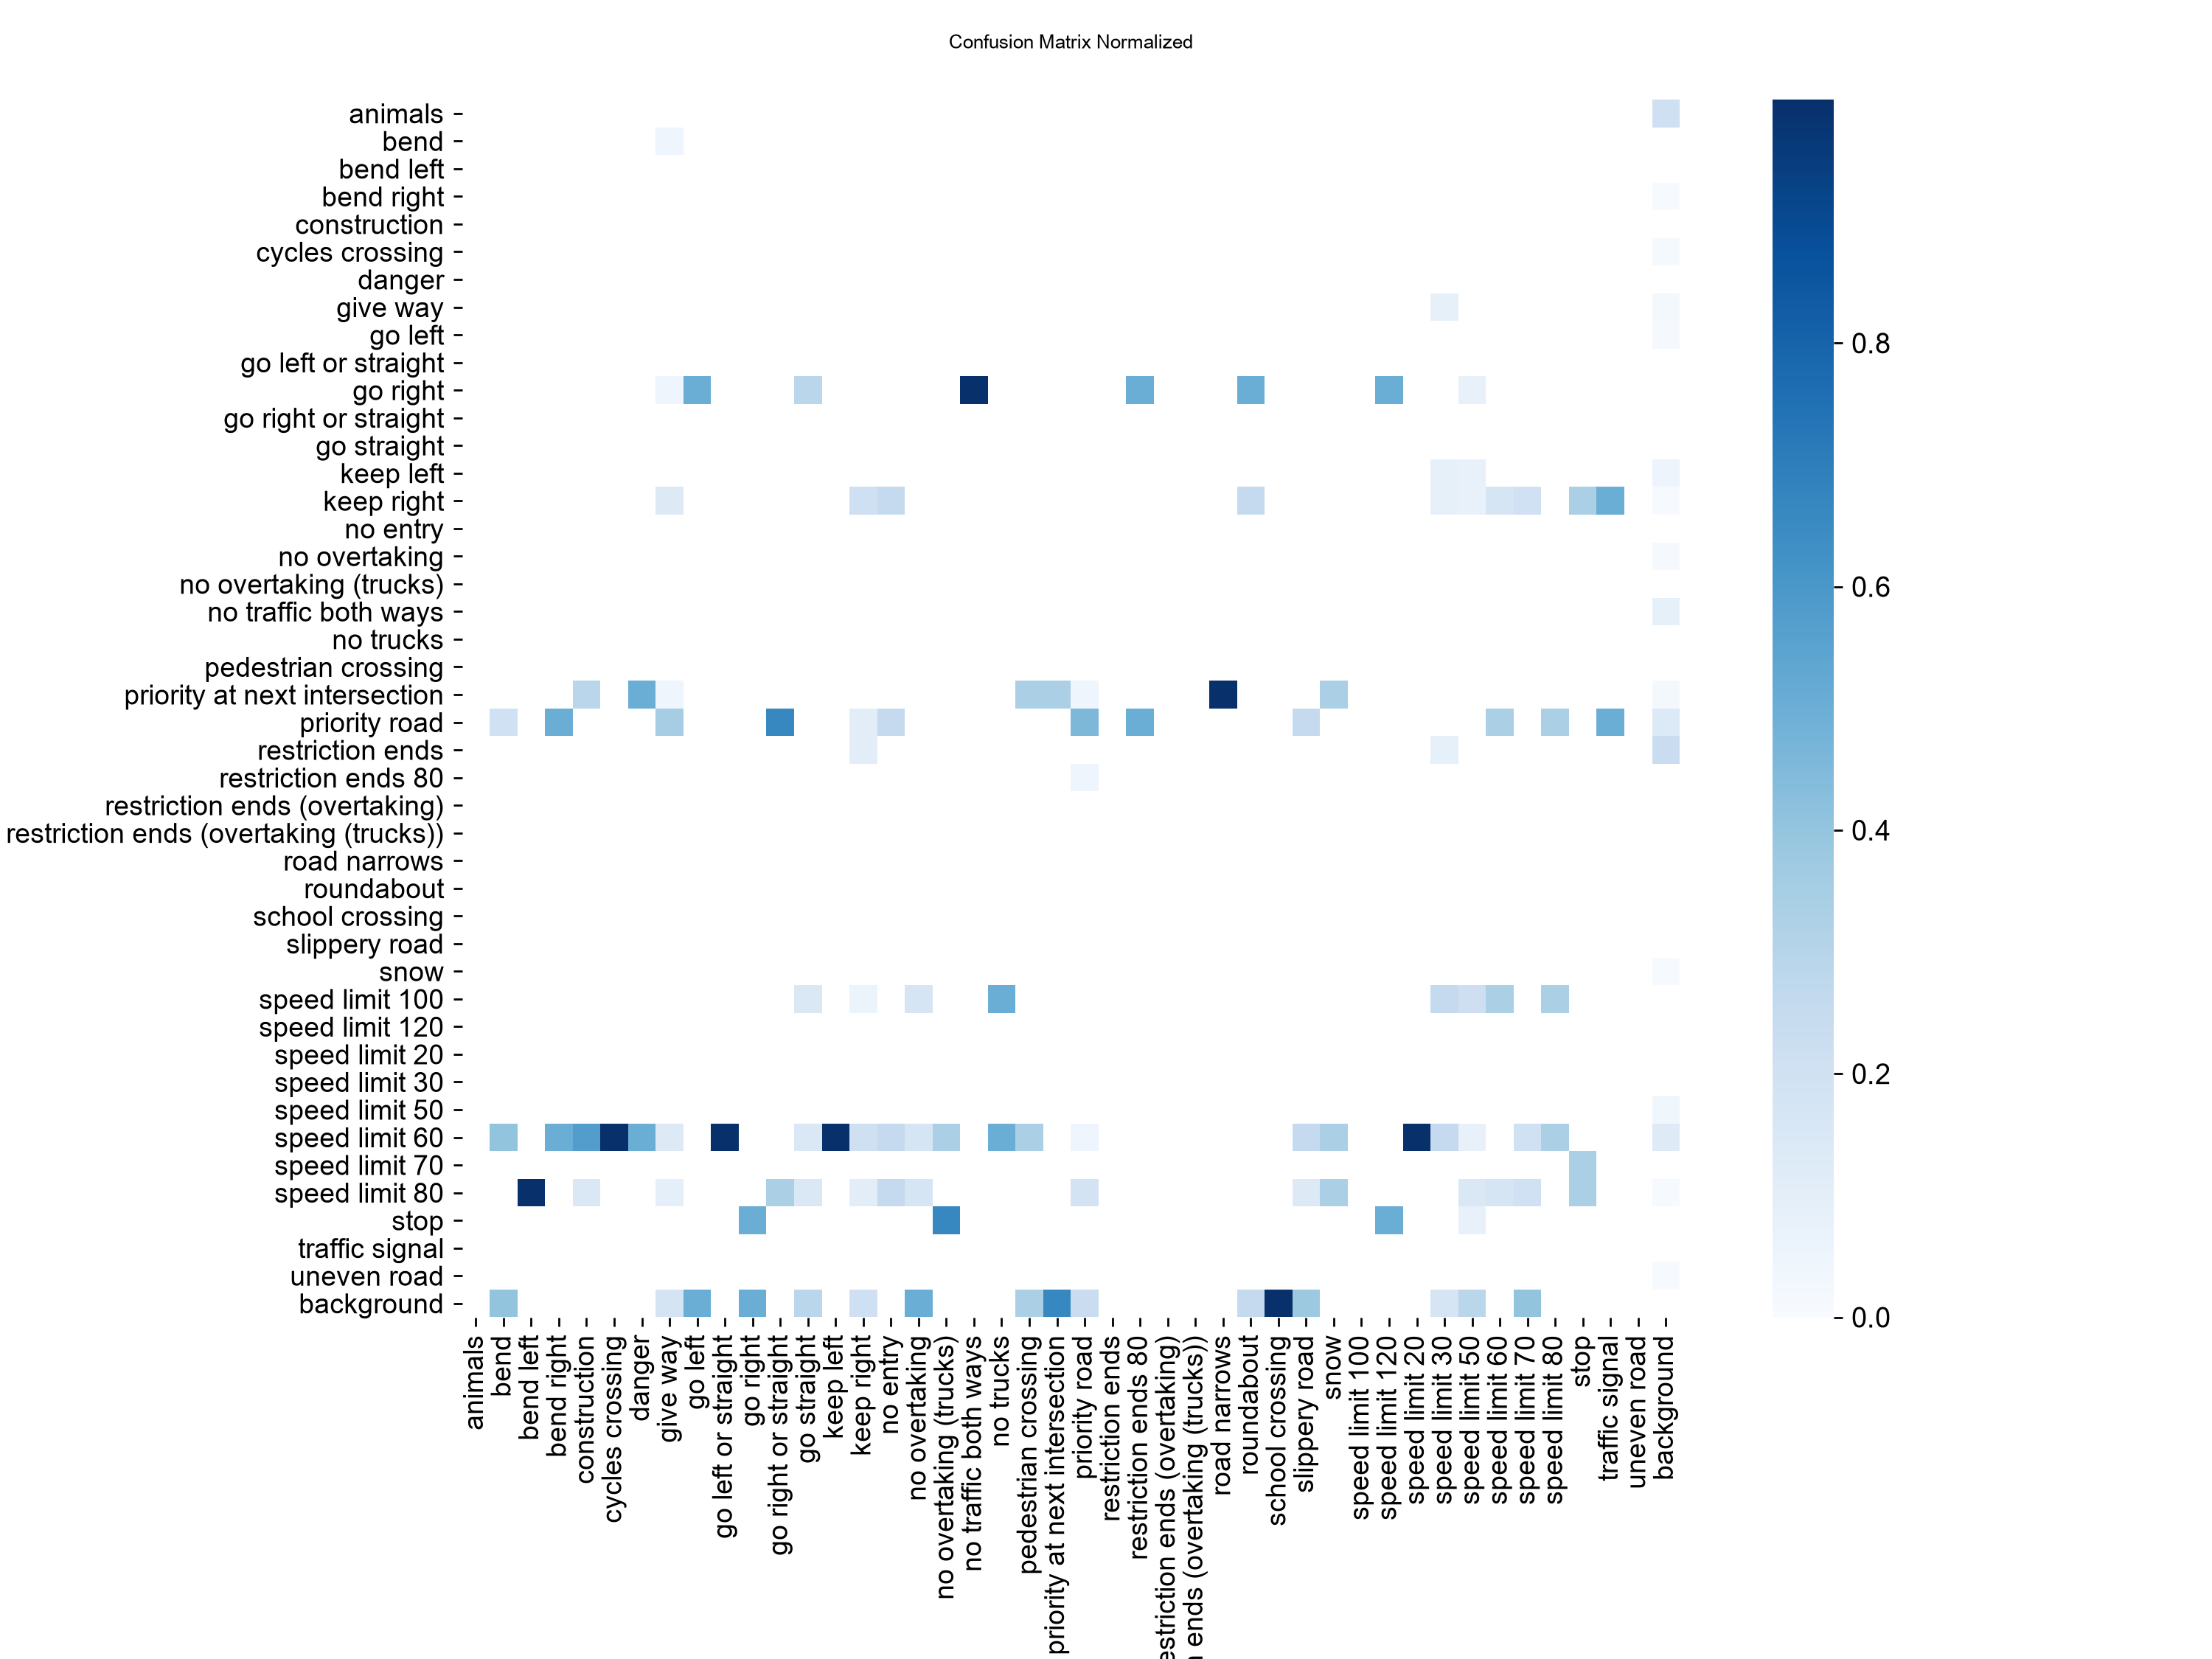 Confusion Matrix Normalized
animals
bend
bend left
bend right
construction
cycles crossing
danger
give way
go left
go left or straight
go right
go right or straight
go straight
keep left
keep right
no entry
no overtaking
no overtaking (trucks)
no traffic both ways
no trucks
pedestrian crossing
priority at next intersection
priority road
restriction ends
restriction ends 80
restriction ends (overtaking)
restriction ends (overtaking (trucks))
road narrows
roundabout
school crossing
slippery road
snow
speed limit 100
speed limit 120
speed limit 20
speed limit 30
speed limit 50
speed limit 60
speed limit 70
speed limit 80
stop
traffic signal
uneven road
background
animals
bend
bend left
bend right
construction
cycles crossing
danger
give way
go left
go left or straight
go right
go right or straight
go straight
keep left
keep right
no entry
no overtaking
no overtaking (trucks)
no traffic both ways
no trucks
pedestrian crossing
priority at next intersection
priority road
restriction ends
restriction ends 80
estriction ends (overtaking)
ends (overtaking (trucks))
road narrows
roundabout
school crossing
slippery road
snow
speed limit 100
speed limit 120
speed limit 20
speed limit 30
speed limit 50
speed limit 60
speed limit 70
speed limit 80
stop
traffic signal
uneven road
background
0.8
0.6
0.4
0.2
0.0